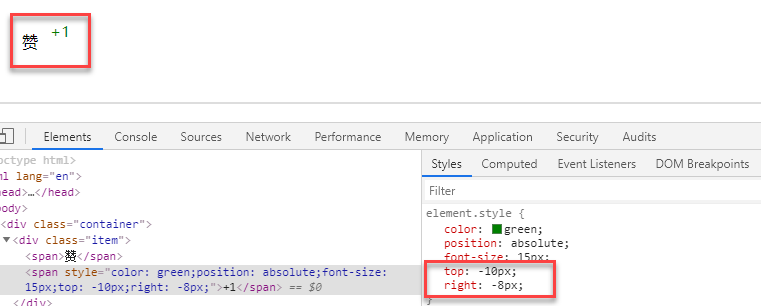 赞 +1
Elements Console Sources Network Performance Memory Application Security Audits
octype html>
ml lang="en">
head>…</head>
body>
<div class="container">
<div class="item">
<span>赞</span>
<span style="color: green;position: absolute;font-size:
15px;top: -10px;right: -8px;">+1</span> == $0
Styles Computed Event Listeners DOM Breakpoints
Filter
element.style {
color: green;
position: absolute;
font-size: 15px;
top: -10px;
right: -8px;
}